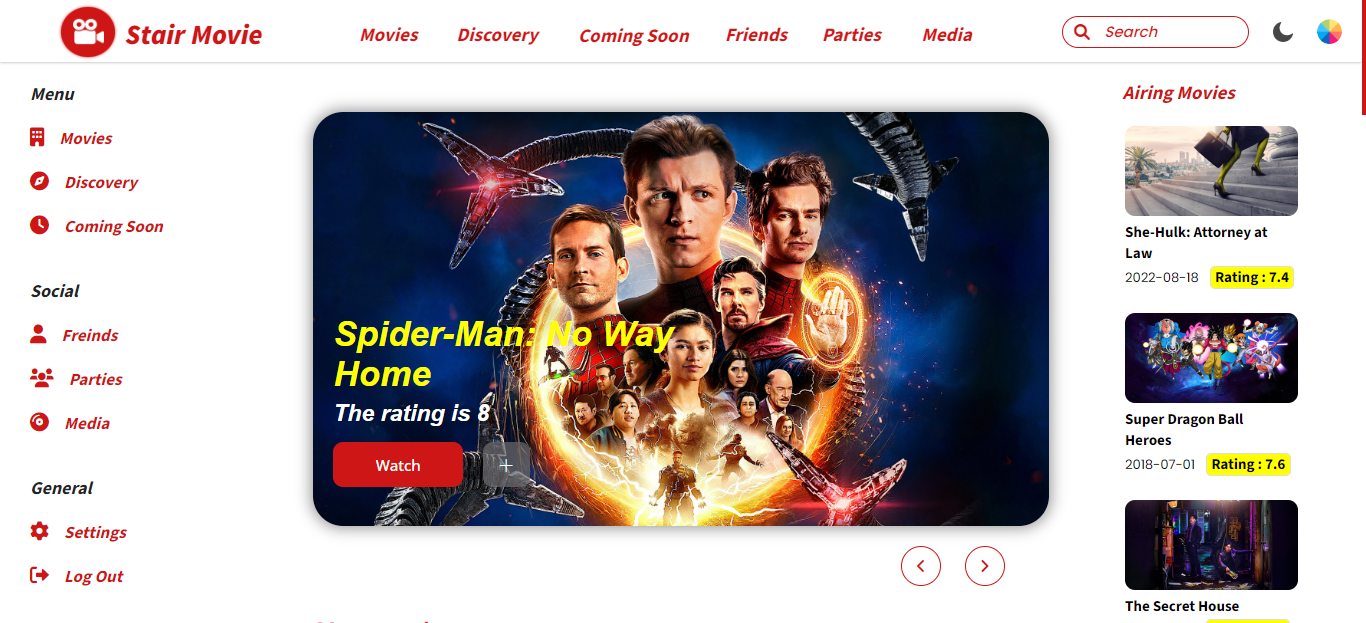 Stair Movie
Movies
Discovery
Coming Soon
Friends
Parties
Media
Search
Menu
Movies
Discovery
Coming Soon
Social
Freinds
Parties
Media
General
Settings
Log Out
Spider-Man: No Way
Home
The rating is 8
Watch
+
Airing Movies
She-Hulk: Attorney at
Law
2022-08-18 Rating : 7.4
Super Dragon Ball
Heroes
2018-07-01 Rating : 7.6
The Secret House